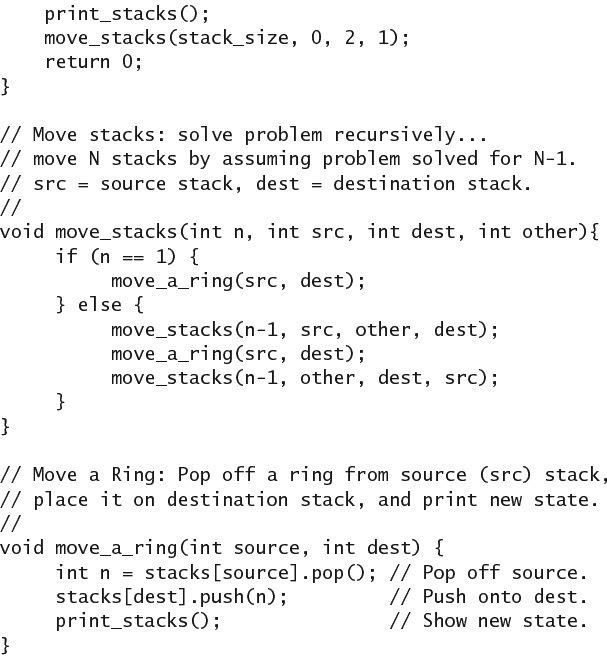 print_stacks();
    move_stacks(stack_size, 0, 2, 1);
    return 0;
}
// Move stacks: solve problem recursively...
// move N stacks by assuming problem solved for N-1.
// src = source stack, dest = destination stack.
//
void move_stacks(int n, int src, int dest, int other){
     if (n == 1) {
          move_a_ring(src, dest);
     } else {
          move_stacks(n-1, src, other, dest);
          move_a_ring(src, dest);
          move_stacks(n-1, other, dest, src);
     }
}
// Move a Ring: Pop off a ring from source (src) stack,
// place it on destination stack, and print new state.
//
void move_a_ring(int source, int dest) {
     int n = stacks[source].pop(); // Pop off source.
     stacks[dest].push(n);         // Push onto dest.
     print_stacks();               // Show new state.
}